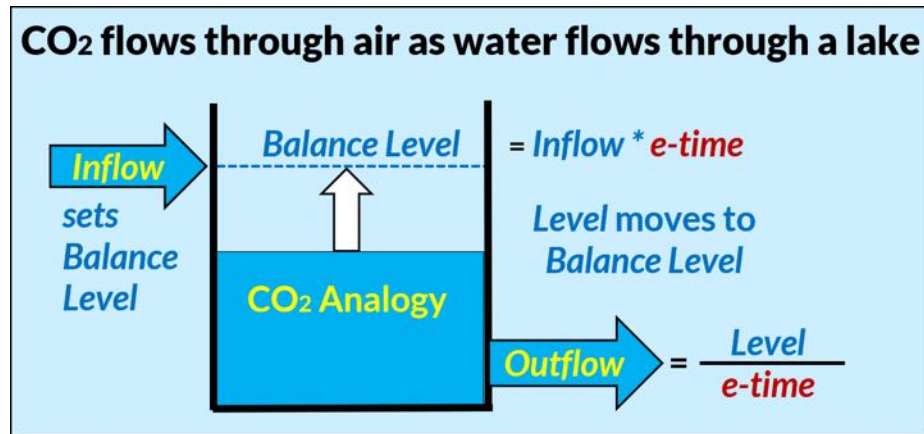 CO2 flows through air as water flows through a lake
Inflow
sets
Balance
Level
Balance Level
= Inflow * e-time
Level moves to
Balance Level
CO2 Analogy
Outflow
= Level
e-time